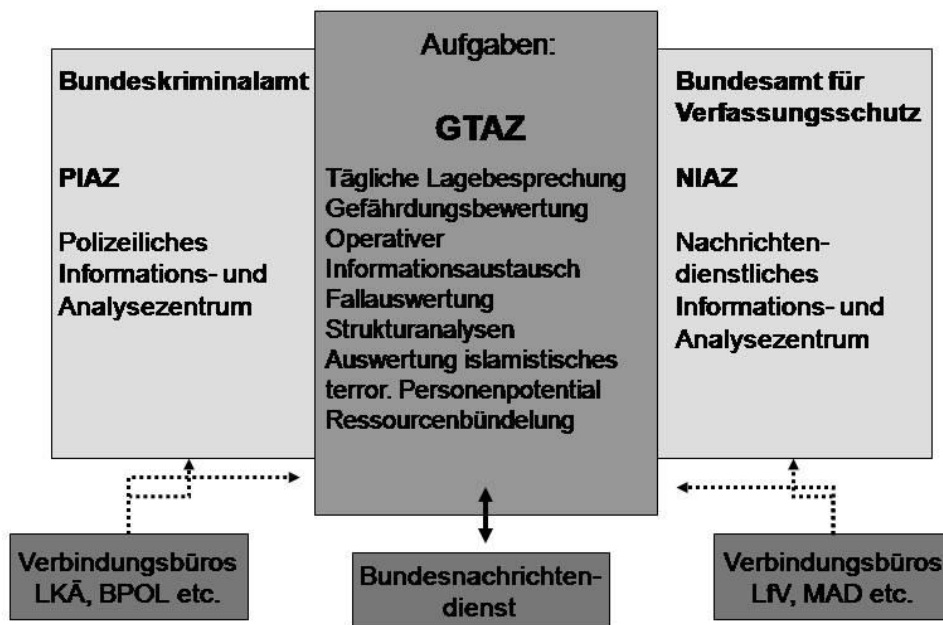 Bundeskriminalamt
PIAZ
Polizeiliches
Informations- und
Analysezentrum
Aufgaben:
GTAZ
Tägliche Lagebesprechung
Gefährdungsbewertung
Operativer
Informationsaustausch
Fallauswertung
Strukturanalysen
Auswertung islamistisches
terror. Personenpotential
Ressourcenbündelung
Bundesamt für
Verfassungsschutz
NIAZ
Nachrichten-
dienstliches
Informations- und
Analysezentrum
Verbindungsbüros
LKĀ, BPOL etc.
Bundesnachrichten-
dienst
Verbindungsbüros
LfV, MAD etc.